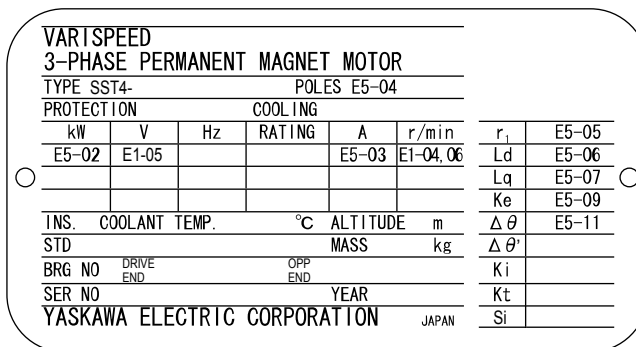 VARISPEED
3-PHASE PERMANENT MAGNET MOTOR
TYPE SST4- POLES E5-04
PROTECTION COOLING
kW V Hz RATING A r/min
E5-02 E1-05 E5-03 E1-04, 06
INS. COOLANT TEMP. °C ALTITUDE m
STD MASS kg
BRG NO DRIVE END OPP END
SER NO YEAR
YASKAWA ELECTRIC CORPORATION JAPAN
r1 E5-05
Ld E5-06
Lq E5-07
Ke E5-09
Δθ E5-11
Δθ'
Ki
Kt
Si